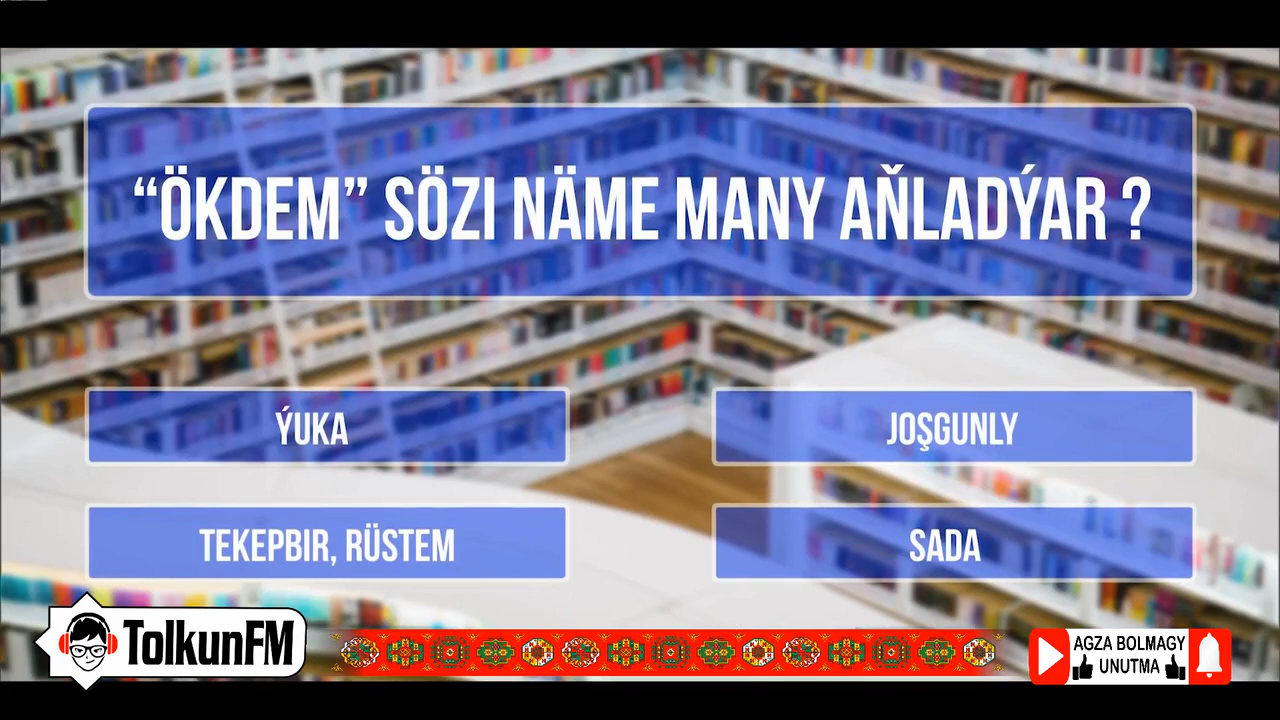 “ÖKDEM” SÖZI NÄME MANY AŇLADÝAR ?
ÝUKA
JOŞGUNLY
TEKEPBIR, RÜSTEM
SADA
TolkunFM
AGZA BOLMAGY
UNUTMA